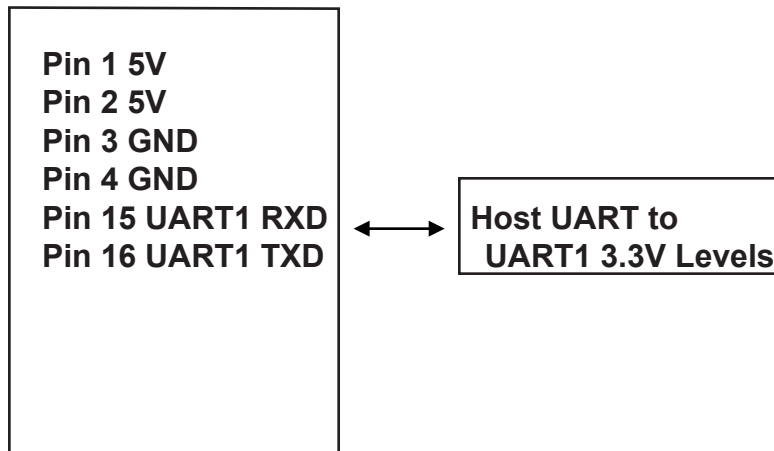 Pin 1 5V
Pin 2 5V
Pin 3 GND
Pin 4 GND
Pin 15 UART1 RXD
Pin 16 UART1 TXD
Host UART to
UART1 3.3V Levels